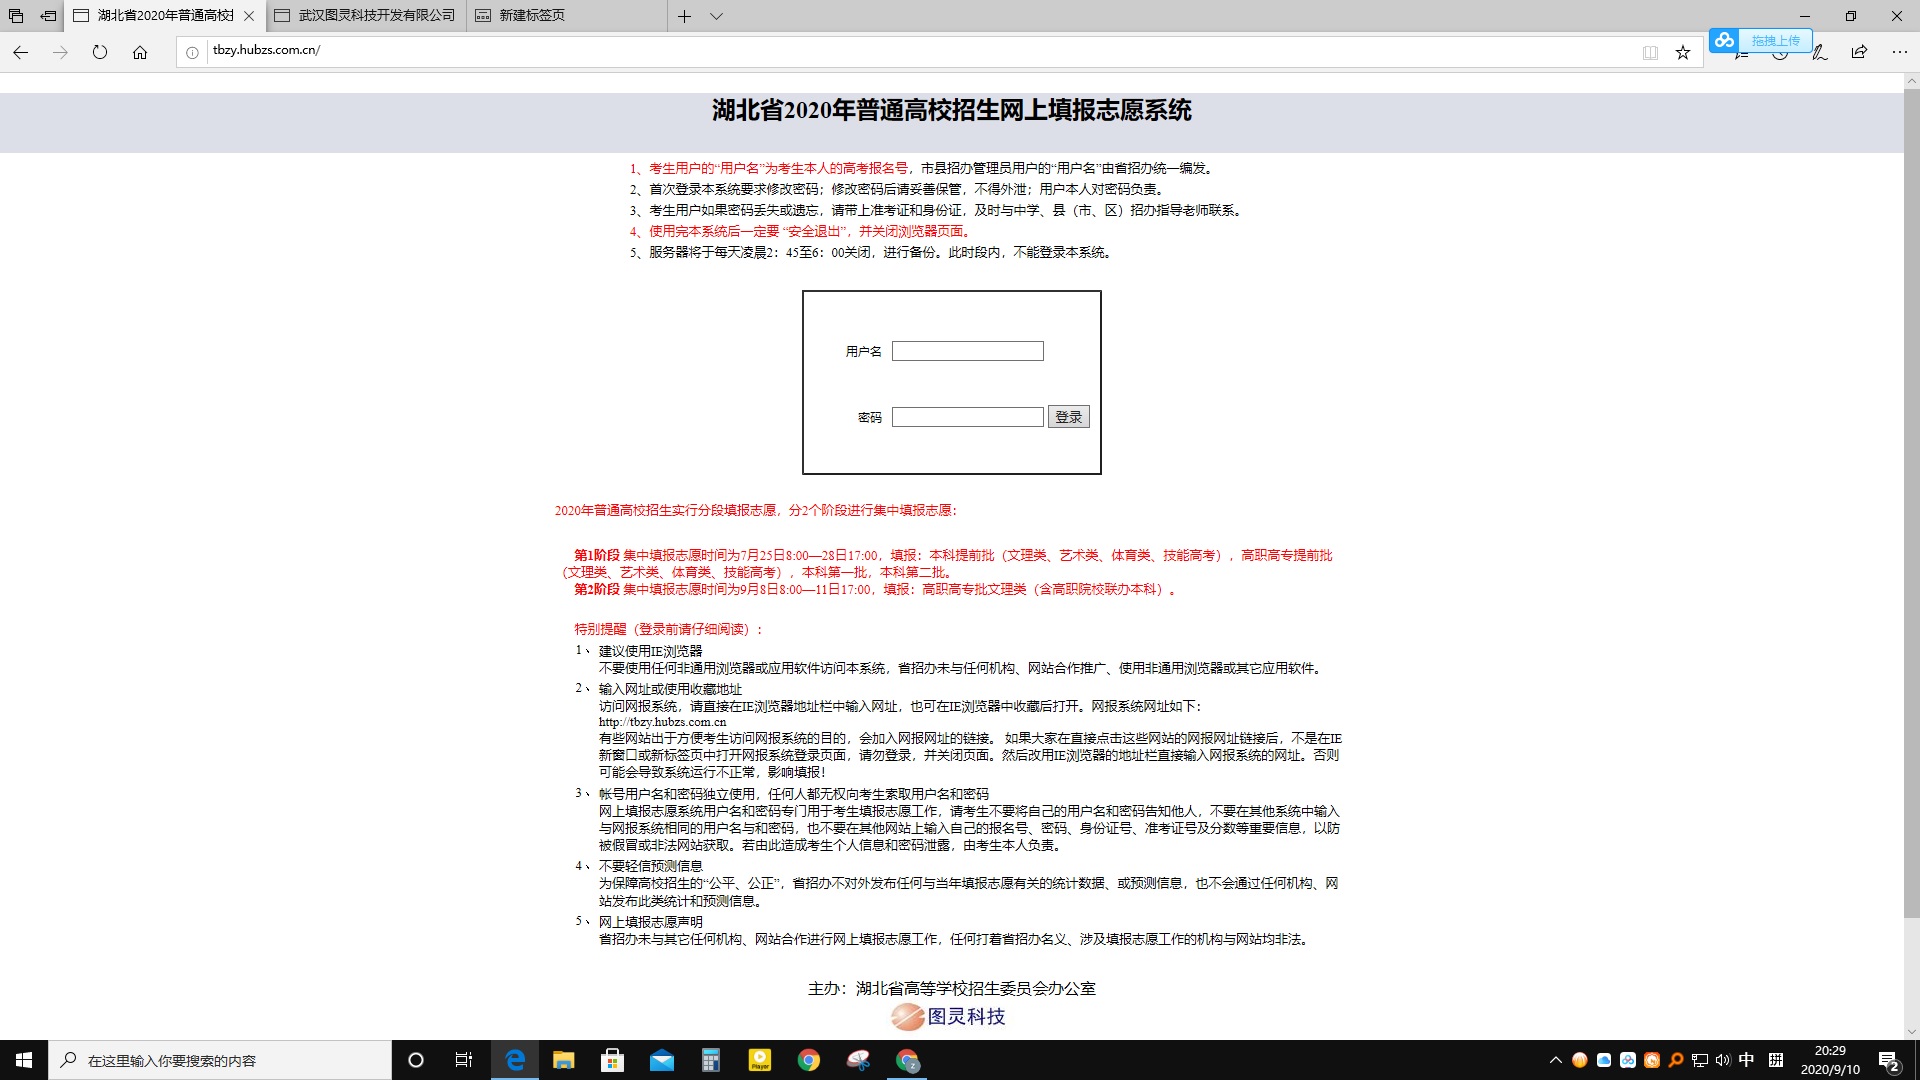 湖北省2020年普通高校招
武汉图灵科技开发有限公司
新建标签页
tbzy.hubzs.com.cn/
拖拽上传
湖北省2020年普通高校招生网上填报志愿系统
1、考生用户的“用户名”为考生本人的高考报名号，市县招办管理员用户的“用户名”由省招办统一编发。
2、首次登录本系统要求修改密码；修改密码后请妥善保管，不得外泄；用户本人对密码负责。
3、考生用户如果密码丢失或遗忘，请带上准考证和身份证，及时与中学、县（市、区）招办指导老师联系。
4、使用完本系统后一定要 “安全退出”，并关闭浏览器页面。
5、服务器将于每天凌晨2：45至6：00关闭，进行备份。此时段内，不能登录本系统。
用户名
密码 登录
2020年普通高校招生实行分段填报志愿，分2个阶段进行集中填报志愿：
第1阶段 集中填报志愿时间为7月25日8:00—28日17:00，填报：本科提前批（文理类、艺术类、体育类、技能高考），高职高专提前批
（文理类、艺术类、体育类、技能高考），本科第一批，本科第二批。
第2阶段 集中填报志愿时间为9月8日8:00—11日17:00，填报：高职高专批文理类（含高职院校联办本科）。
特别提醒（登录前请仔细阅读）：
1、 建议使用IE浏览器
不要使用任何非通用浏览器或应用软件访问本系统，省招办未与任何机构、网站合作推广、使用非通用浏览器或其它应用软件。
2、 输入网址或使用收藏地址
访问网报系统，请直接在IE浏览器地址栏中输入网址，也可在IE浏览器中收藏后打开。网报系统网址如下：
http://tbzy.hubzs.com.cn
有些网站出于方便考生访问网报系统的目的，会加入网报网址的链接。 如果大家在直接点击这些网站的网报网址链接后，不是在IE
新窗口或新标签页中打开网报系统登录页面，请勿登录，并关闭页面。然后改用IE浏览器的地址栏直接输入网报系统的网址。否则
可能会导致系统运行不正常，影响填报！
3、 帐号用户名和密码独立使用，任何人都无权向考生索取用户名和密码
网上填报志愿系统用户名和密码专门用于考生填报志愿工作，请考生不要将自己的用户名和密码告知他人，不要在其他系统中输入
与网报系统相同的用户名与和密码，也不要在其他网站上输入自己的报名号、密码、身份证号、准考证号及分数等重要信息，以防
被假冒或非法网站获取。若由此造成考生个人信息和密码泄露，由考生本人负责。
4、 不要轻信预测信息
为保障高校招生的“公平、公正”，省招办不对外发布任何与当年填报志愿有关的统计数据、或预测信息，也不会通过任何机构、网
站发布此类统计和预测信息。
5、 网上填报志愿声明
省招办未与其它任何机构、网站合作进行网上填报志愿工作，任何打着省招办名义、涉及填报志愿工作的机构与网站均非法。
主办：湖北省高等学校招生委员会办公室
图灵科技
在这里输入你要搜索的内容
Player
中
拼
20:29
2020/9/10
2